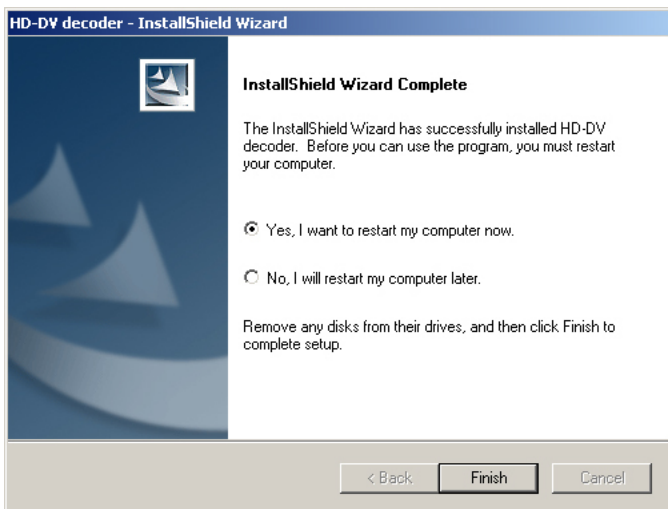 HD-DV decoder - InstallShield Wizard
InstallShield Wizard Complete
The InstallShield Wizard has successfully installed HD-DV
decoder. Before you can use the program, you must restart
your computer.
Yes, I want to restart my computer now.
No, I will restart my computer later.
Remove any disks from their drives, and then click Finish to
complete setup.
< Back Finish Cancel